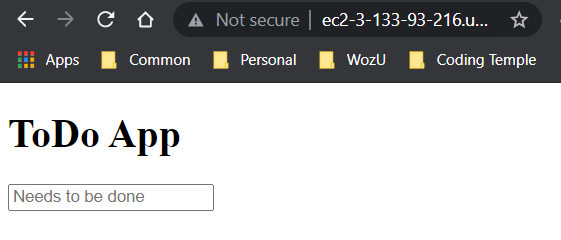 Not secure | ec2-3-133-93-216.u...
Apps Common Personal WozU Coding Temple
ToDo App
Needs to be done